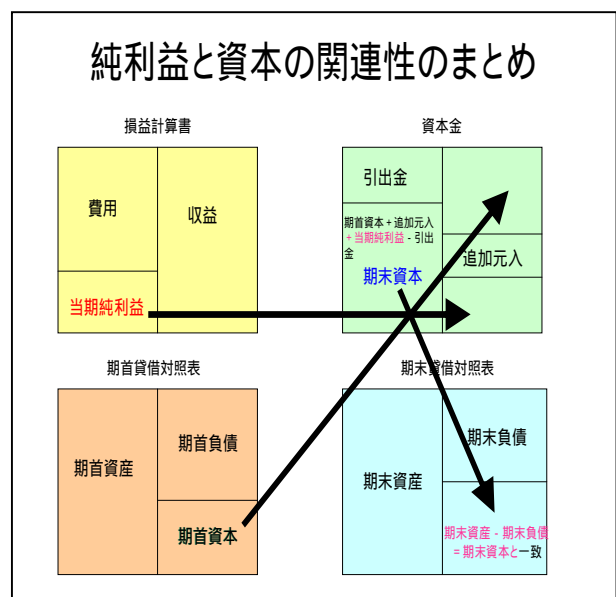 純利益と資本の関連性のまとめ
損益計算書
費用
収益
当期純利益
資本金
引出金
期首資本 + 追加元入
+ 当期純利益 - 引出
金
期末資本
追加元入
期首貸借対照表
期首資産
期首負債
期首資本
期末貸借対照表
期末資産
期末負債
期末資産 - 期末負債
= 期末資本と一致